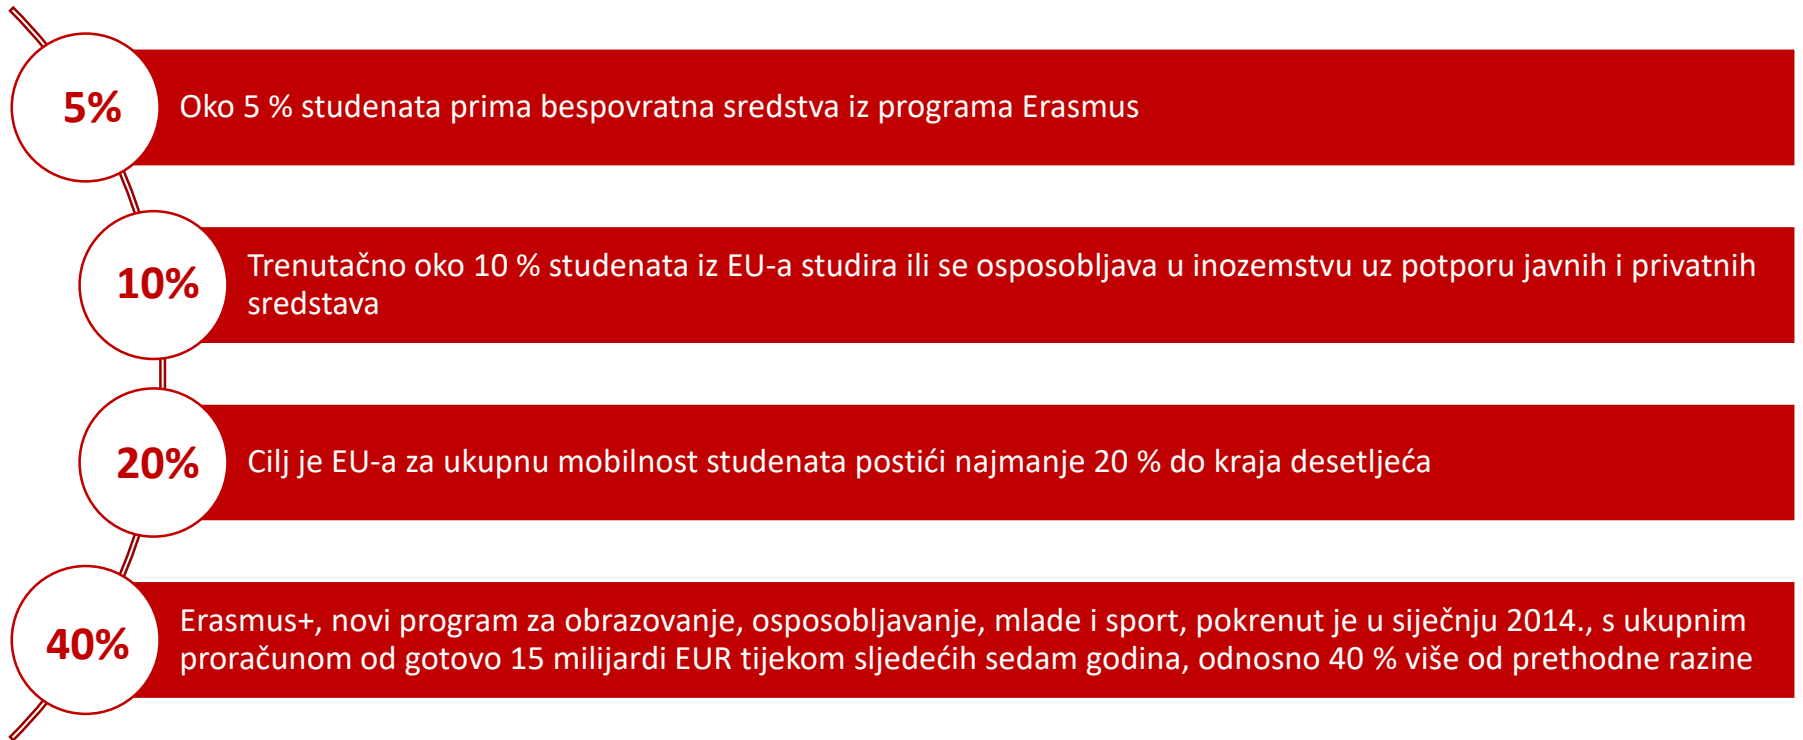 5%
Oko 5 % studenata prima bespovratna sredstva iz programa Erasmus
10%
Trenutačno oko 10 % studenata iz EU-a studira ili se osposobljava u inozemstvu uz potporu javnih i privatnih
sredstava
20%
Cilj je EU-a za ukupnu mobilnost studenata postići najmanje 20 % do kraja desetljeća
40%
Erasmus+, novi program za obrazovanje, osposobljavanje, mlade i sport, pokrenut je u siječnju 2014., s ukupnim
proračunom od gotovo 15 milijardi EUR tijekom sljedećih sedam godina, odnosno 40 % više od prethodne razine